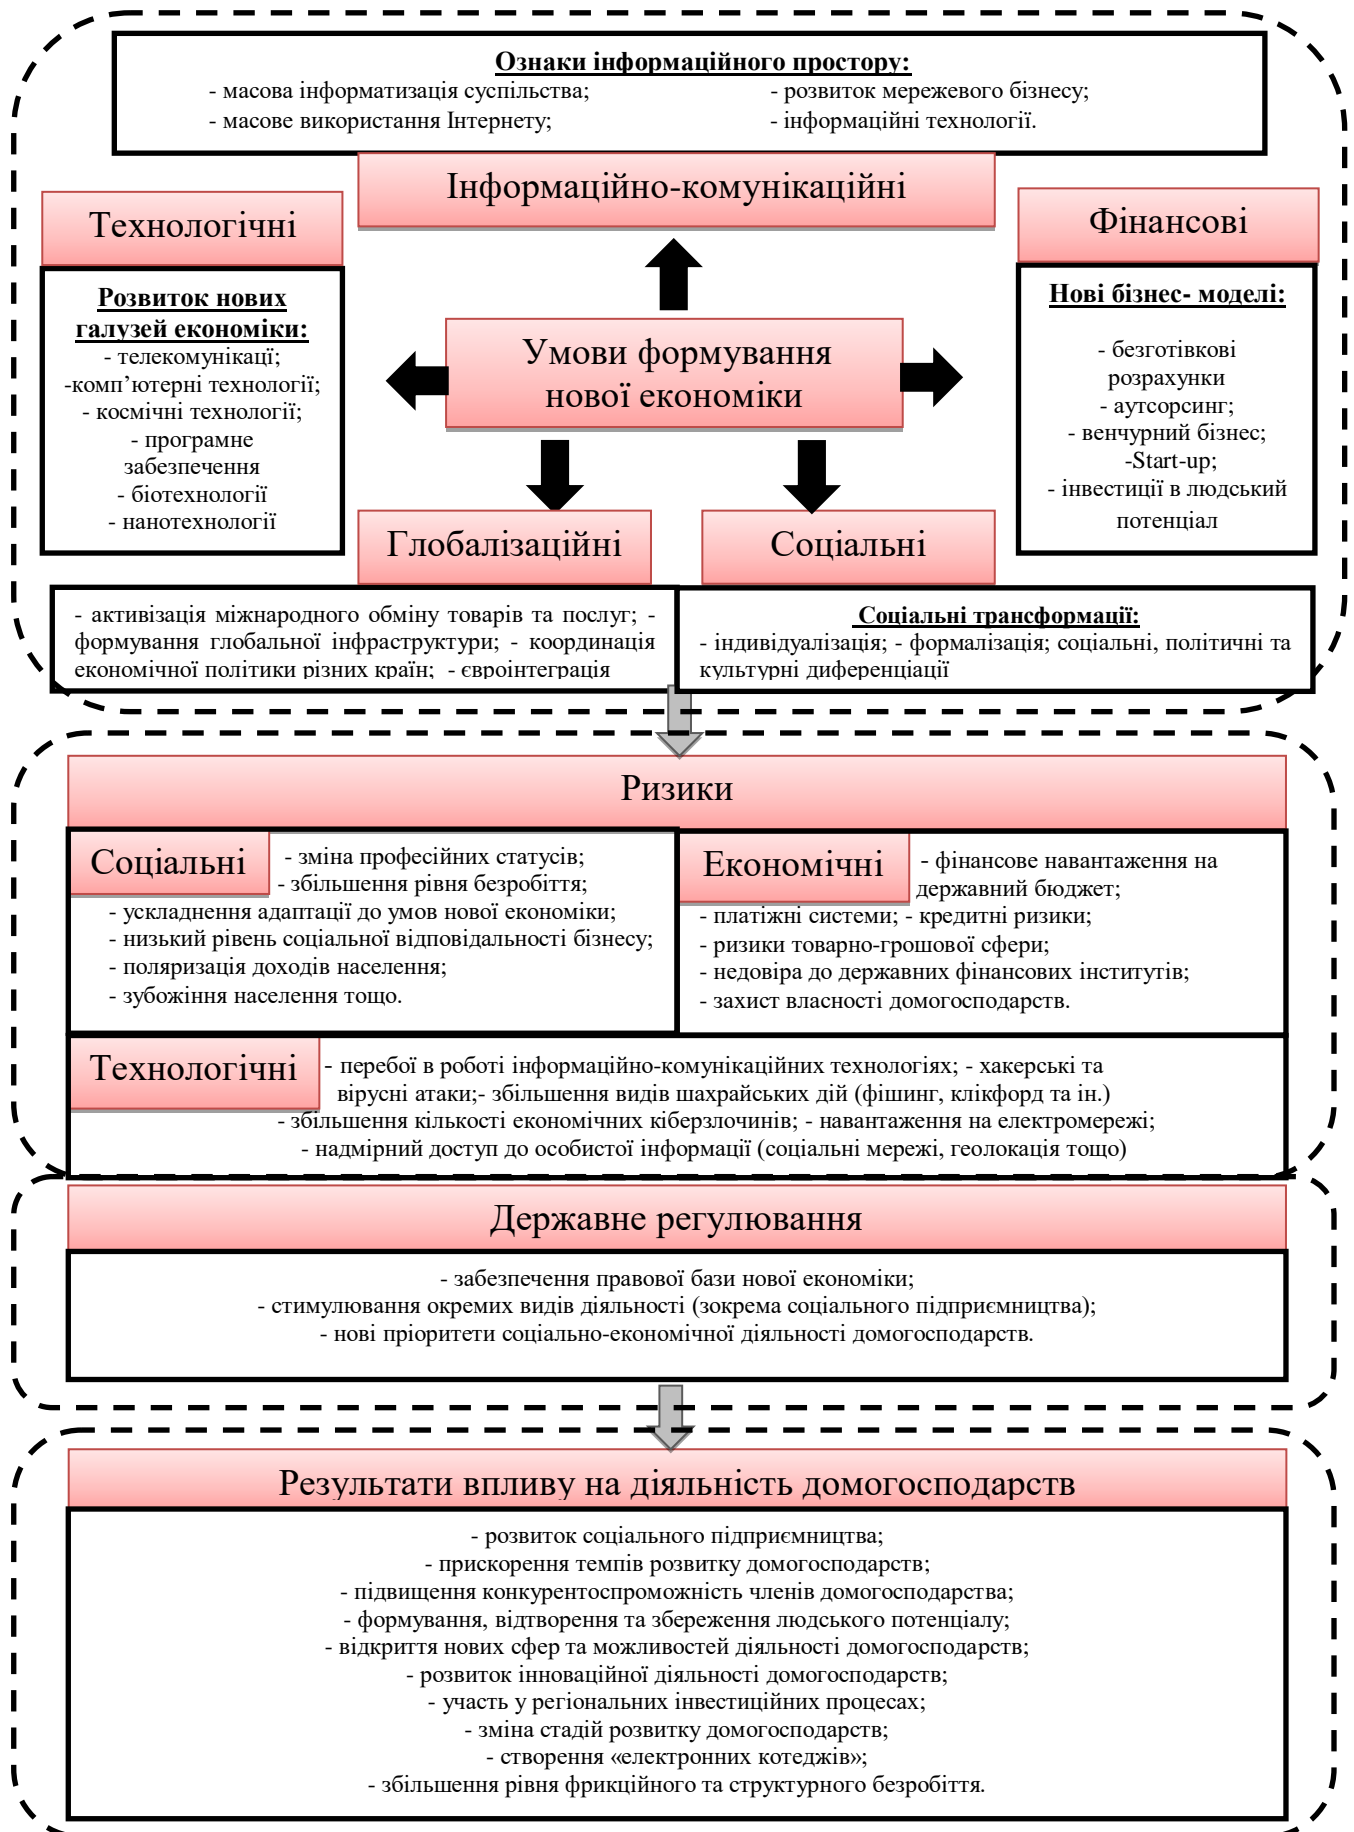 Ознаки інформаційного простору:
- масова інформатизація суспільства;
- масове використання Інтернету;
- розвиток мережевого бізнесу;
- інформаційні технології.
Інформаційно-комунікаційні
Технологічні
Розвиток нових
галузей економіки:
- телекомунікації;
-комп’ютерні технології;
- космічні технології;
- програмне
забезпечення
- біотехнології
- нанотехнології
Умови формування
нової економіки
Фінансові
Нові бізнес- моделі:
- безготівкові
розрахунки
- аутсорсинг;
- венчурний бізнес;
-Start-up;
- інвестиції в людський
потенціал
Глобалізаційні
- активізація міжнародного обміну товарів та послуг; -
формування глобальної інфраструктури; - координація
економічної політики різних країн; - євроінтеграція
Соціальні
Соціальні трансформації:
- індивідуалізація; - формалізація; соціальні, політичні та
культурні диференціації
Ризики
Соціальні
- зміна професійних статусів;
- збільшення рівня безробіття;
- ускладнення адаптації до умов нової економіки;
- низький рівень соціальної відповідальності бізнесу;
- поляризація доходів населення;
- зубожіння населення тощо.
Економічні
- фінансове навантаження на
державний бюджет;
- платіжні системи; - кредитні ризики;
- ризики товарно-грошової сфери;
- недовіра до державних фінансових інститутів;
- захист власності домогосподарств.
Технологічні
- перебої в роботі інформаційно-комунікаційних технологіях; - хакерські та
вірусні атаки;- збільшення видів шахрайських дій (фішинг, клікфорд та ін.)
- збільшення кількості економічних кіберзлочинів; - навантаження на електромережі;
- надмірний доступ до особистої інформації (соціальні мережі, геолокація тощо)
Державне регулювання
- забезпечення правової бази нової економіки;
- стимулювання окремих видів діяльності (зокрема соціального підприємництва);
- нові пріоритети соціально-економічної діяльності домогосподарств.
Результати впливу на діяльність домогосподарств
- розвиток соціального підприємництва;
- прискорення темпів розвитку домогосподарств;
- підвищення конкурентоспроможність членів домогосподарства;
- формування, відтворення та збереження людського потенціалу;
- відкриття нових сфер та можливостей діяльності домогосподарств;
- розвиток інноваційної діяльності домогосподарств;
- участь у регіональних інвестиційних процесах;
- зміна стадій розвитку домогосподарств;
- створення «електронних котеджів»;
- збільшення рівня фрикційного та структурного безробіття.